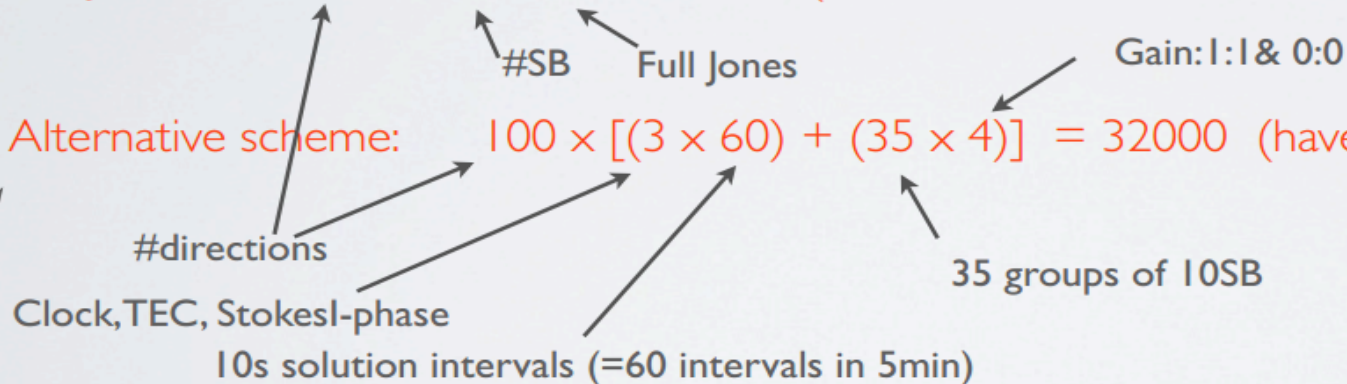 #SB
Full Jones
Gain:1:1& 0:0
Alternative scheme: 100 x [(3 x 60) + (35 x 4)] = 32000 (have
#directions
35 groups of 10SB
Clock,TEC, StokesI-phase
10s solution intervals (=60 intervals in 5min)